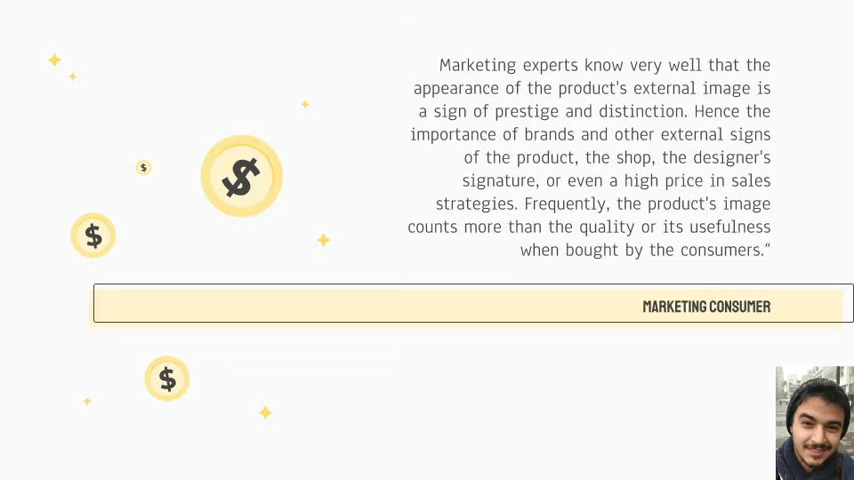 Marketing experts know very well that the
appearance of the product's external image is
a sign of prestige and distinction. Hence the
importance of brands and other external signs
of the product, the shop, the designer's
signature, or even a high price in sales
strategies. Frequently, the product's image
counts more than the quality or its usefulness
when bought by the consumers.“
MARKETING CONSUMER
$
$
$
$